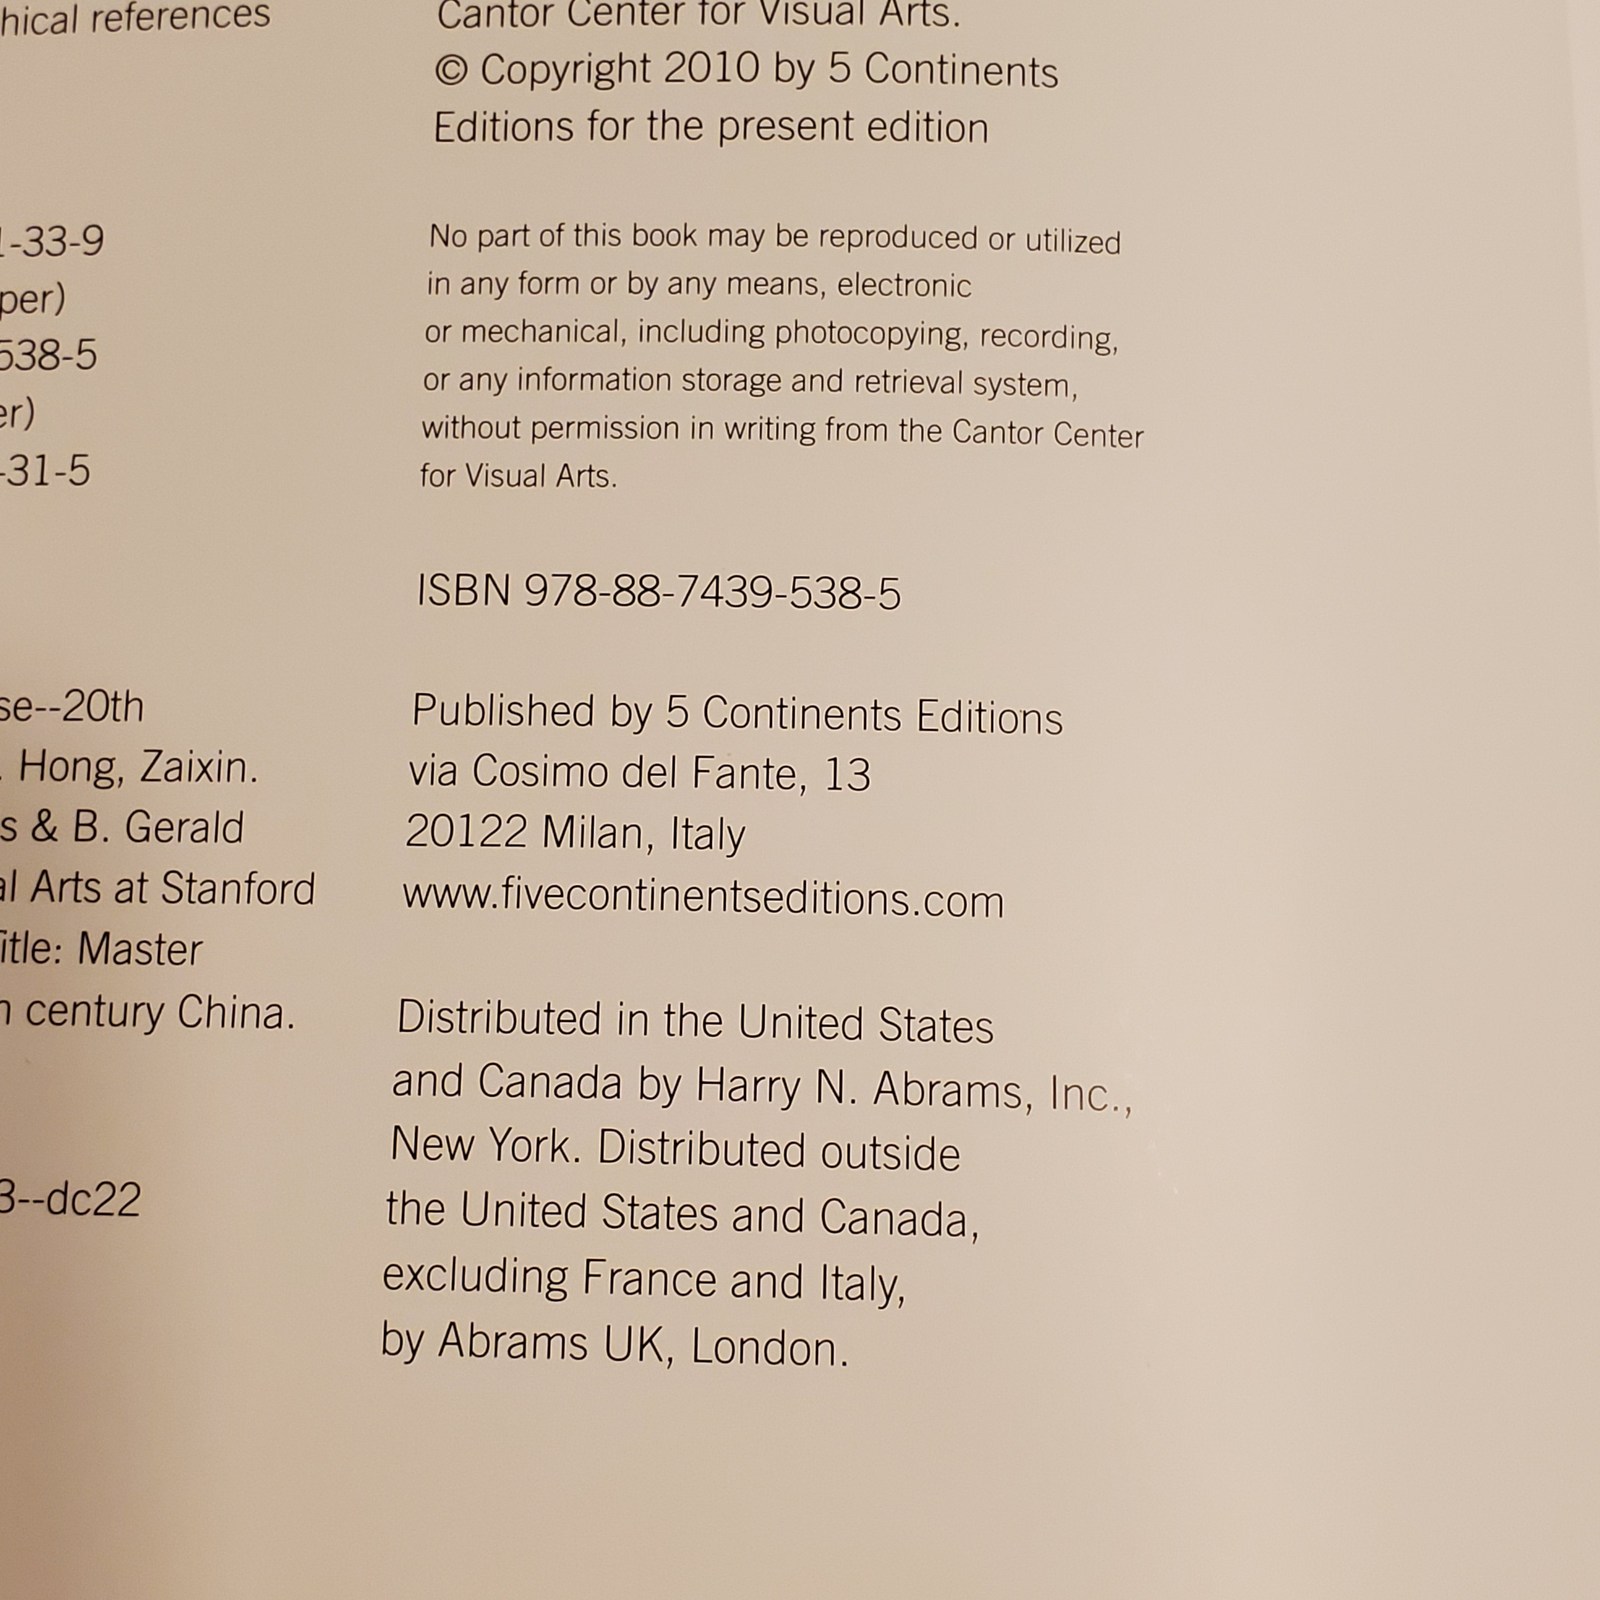 hical references
1-33-9
per)
538-5
er)
-31-5
se--20th
. Hong, Zaixin.
s & B. Gerald
al Arts at Stanford
itle: Master
h century China.
3--dc22
Cantor Center for Visual Arts.
© Copyright 2010 by 5 Continents
Editions for the present edition
No part of this book may be reproduced or utilized
in any form or by any means, electronic
or mechanical, including photocopying, recording,
or any information storage and retrieval system,
without permission in writing from the Cantor Center
for Visual Arts.
ISBN 978-88-7439-538-5
Published by 5 Continents Editions
via Cosimo del Fante, 13
20122 Milan, Italy
www.fivecontinentseditions.com
Distributed in the United States
and Canada by Harry N. Abrams, Inc.,
New York. Distributed outside
the United States and Canada,
excluding France and Italy,
by Abrams UK, London.